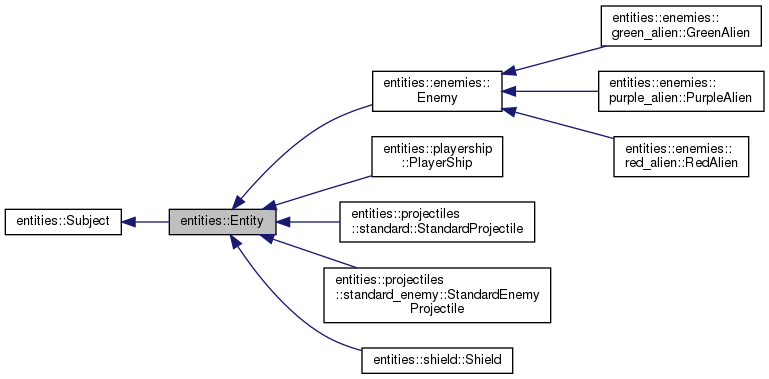 entities::enemies::
green_alien::GreenAlien
entities::enemies::
Enemy
entities::enemies::
purple_alien::PurpleAlien
entities::playership
::PlayerShip
entities::enemies::
red_alien::RedAlien
entities::Subject
entities::Entity
entities::projectiles
::standard::StandardProjectile
entities::projectiles
::standard_enemy::StandardEnemy
Projectile
entities::shield::Shield